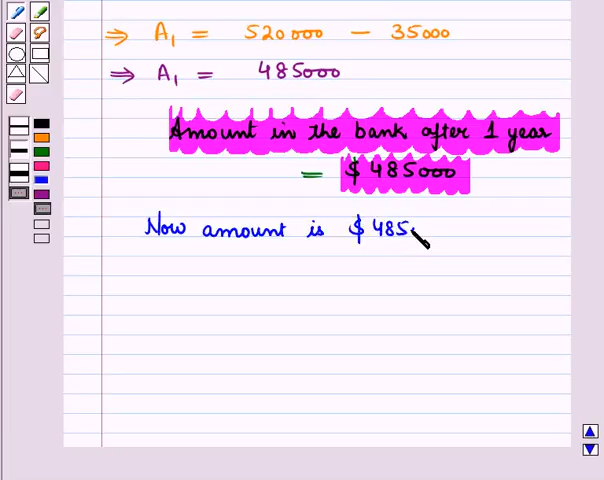 ⇒ A₁ = 520000 - 35000
⇒ A₁ = 485000
Amount in the bank after 1 year
= $485000
Now amount is $485